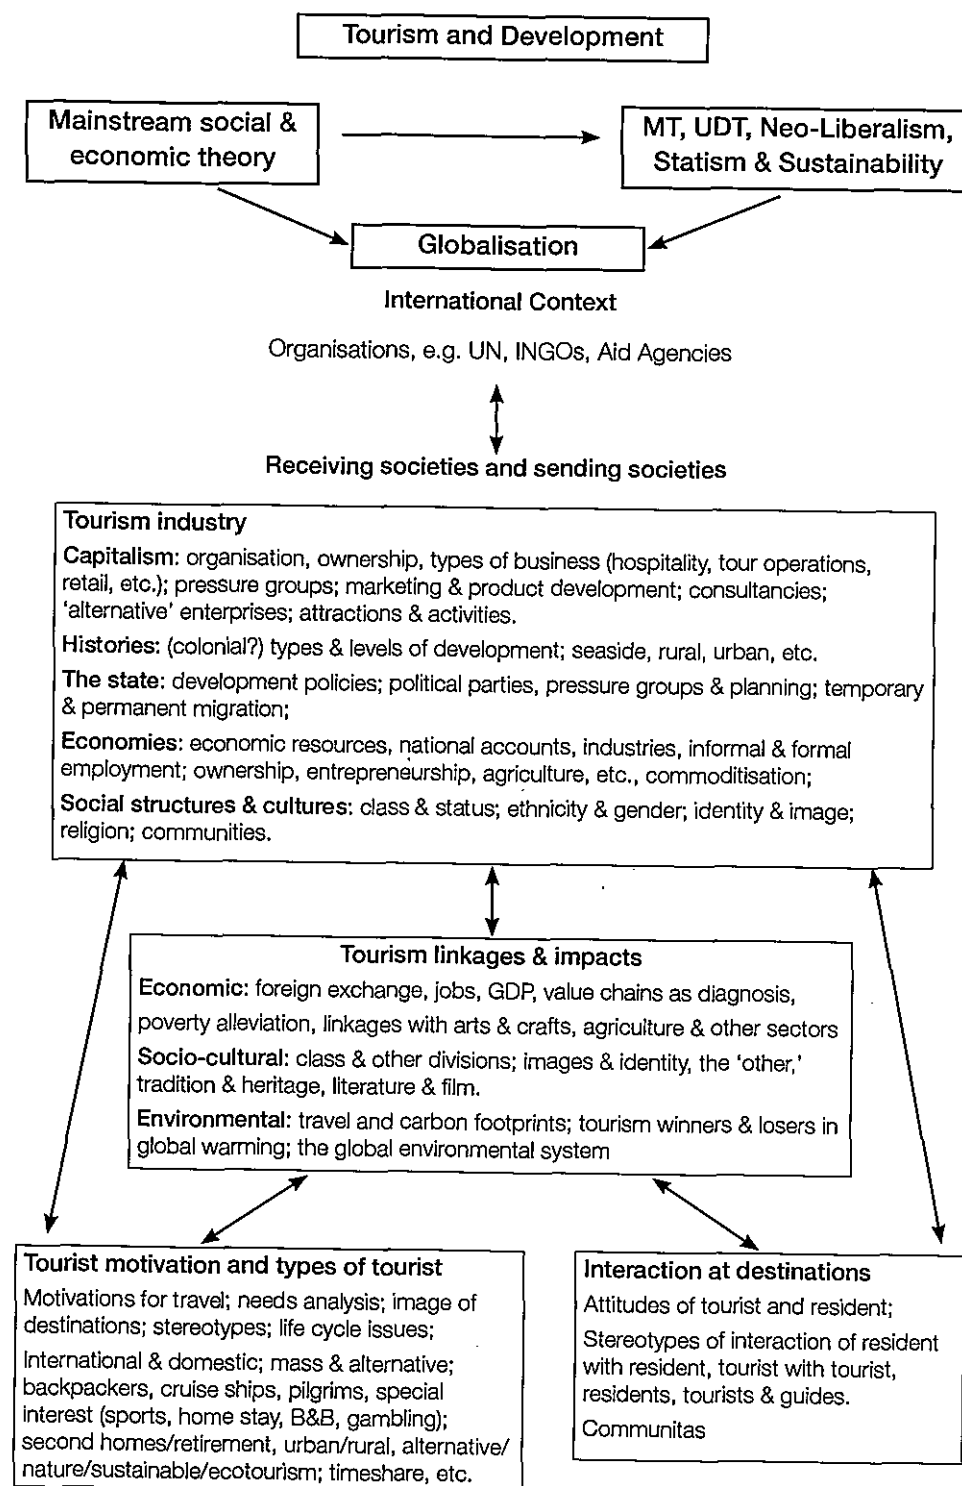 Tourism and Development
Mainstream social &
economic theory
MT, UDT, Neo-Liberalism,
Statism & Sustainability
Globalisation
International Context
Organisations, e.g. UN, INGOs, Aid Agencies
Receiving societies and sending societies
Tourism industry
Capitalism: organisation, ownership, types of business (hospitality, tour operations,
retail, etc.); pressure groups; marketing & product development; consultancies;
‘alternative’ enterprises; attractions & activities.
Histories: (colonial?) types & levels of development; seaside, rural, urban, etc.
The state: development policies; political parties, pressure groups & planning; temporary
& permanent migration;
Economies: economic resources, national accounts, industries, informal & formal
employment; ownership, entrepreneurship, agriculture, etc., commoditisation;
Social structures & cultures: class & status; ethnicity & gender; identity & image;
religion; communities.
Tourism linkages & impacts
Economic: foreign exchange, jobs, GDP, value chains as diagnosis,
poverty alleviation, linkages with arts & crafts, agriculture & other sectors
Socio-cultural: class & other divisions; images & identity, the ‘other,’
tradition & heritage, literature & film.
Environmental: travel and carbon footprints; tourism winners & losers in
global warming; the global environmental system
Tourist motivation and types of tourist
Motivations for travel; needs analysis; image of
destinations; stereotypes; life cycle issues;
International & domestic; mass & alternative;
backpackers, cruise ships, pilgrims, special
interest (sports, home stay, B&B, gambling);
second homes/retirement, urban/rural, alternative/
nature/sustainable/ecotourism; timeshare, etc.
Interaction at destinations
Attitudes of tourist and resident;
Stereotypes of interaction of resident
with resident, tourist with tourist,
residents, tourists & guides.
Communitas